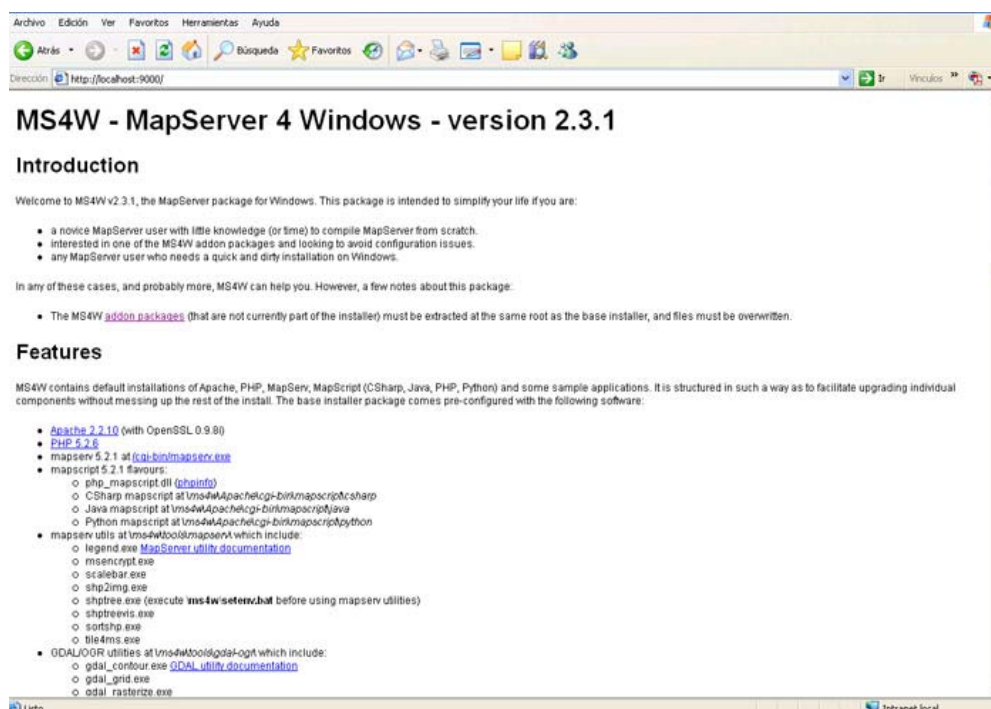 Archivo Edición Ver Favoritos Herramientas Ayuda
Atrás Búsqueda Favoritos
Dirección http://localhost:9000/ Ir Vínculos »
MS4W - MapServer 4 Windows - version 2.3.1
Introduction
Welcome to MS4W v2.3.1, the MapServer package for Windows. This package is intended to simplify your life if you are:
a novice MapServer user with little knowledge (or time) to compile MapServer from scratch.
interested in one of the MS4W addon packages and looking to avoid configuration issues.
any MapServer user who needs a quick and dirty installation on Windows.
In any of these cases, and probably more, MS4W can help you. However, a few notes about this package:
The MS4W addon packages (that are not currently part of the installer) must be extracted at the same root as the base installer, and files must be overwritten.
Features
MS4W contains default installations of Apache, PHP, MapServ, MapScript (CSharp, Java, PHP, Python) and some sample applications. It is structured in such a way as to facilitate upgrading individual
components without messing up the rest of the install. The base installer package comes pre-configured with the following software:
Apache 2.2.10 (with OpenSSL 0.9.8i)
PHP 5.2.6
mapserv 5.2.1 at /cgi-bin/mapserv.exe
mapscript 5.2.1 flavours:
php_mapscript.dll (phpinfo)
CSharp mapscript at \ms4w\Apache\cgi-bin\mapscript\csharp
Java mapscript at \ms4w\Apache\cgi-bin\mapscript\java
Python mapscript at \ms4w\Apache\cgi-bin\mapscript\python
mapserv utils at \ms4w\tools\mapserv\ which include:
legend.exe MapServer utility documentation
msencrypt.exe
scalebar.exe
shp2img.exe
shptree.exe (execute \ms4w\setenv.bat before using mapserv utilities)
shptreevis.exe
sortshp.exe
tile4ms.exe
GDAL/OGR utilities at \ms4w\tools\gdal-ogr\ which include:
gdal_contour.exe GDAL utility documentation
gdal_grid.exe
gdal_rasterize.exe
Listo Intranet local